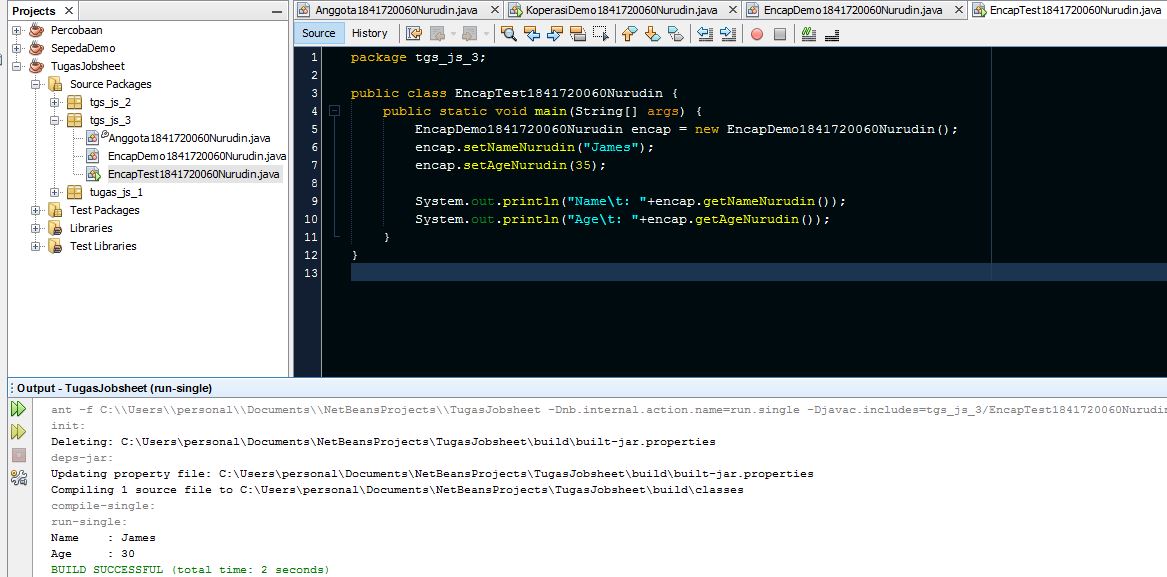 Projects
Percobaan
SepedaDemo
TugasJobsheet
Source Packages
tgs_js_2
tgs_js_3
Anggota1841720060Nurudin.java
EncapDemo1841720060Nurudin.java
EncapTest1841720060Nurudin.java
tugas_js_1
Test Packages
Libraries
Test Libraries
Anggota1841720060Nurudin.java KoperasiDemo1841720060Nurudin.java EncapDemo1841720060Nurudin.java EncapTest1841720060Nurudin.java
Source History
1 package tgs_js_3;
2
3 public class EncapTest1841720060Nurudin {
4 public static void main(String[] args) {
5 EncapDemo1841720060Nurudin encap = new EncapDemo1841720060Nurudin();
6 encap.setNameNurudin("James");
7 encap.setAgeNurudin(35);
8
9 System.out.println("Name\t: "+encap.getNameNurudin());
10 System.out.println("Age\t: "+encap.getAgeNurudin());
11 }
12 }
13
Output - TugasJobsheet (run-single)
ant -f C:\\Users\\personal\\Documents\\NetBeansProjects\\TugasJobsheet -Dnb.internal.action.name=run.single -Djavac.includes=tgs_js_3/EncapTest1841720060Nurudin
init:
Deleting: C:\Users\personal\Documents\NetBeansProjects\TugasJobsheet\build\built-jar.properties
deps-jar:
Updating property file: C:\Users\personal\Documents\NetBeansProjects\TugasJobsheet\build\built-jar.properties
Compiling 1 source file to C:\Users\personal\Documents\NetBeansProjects\TugasJobsheet\build\classes
compile-single:
run-single:
Name : James
Age : 30
BUILD SUCCESSFUL (total time: 2 seconds)